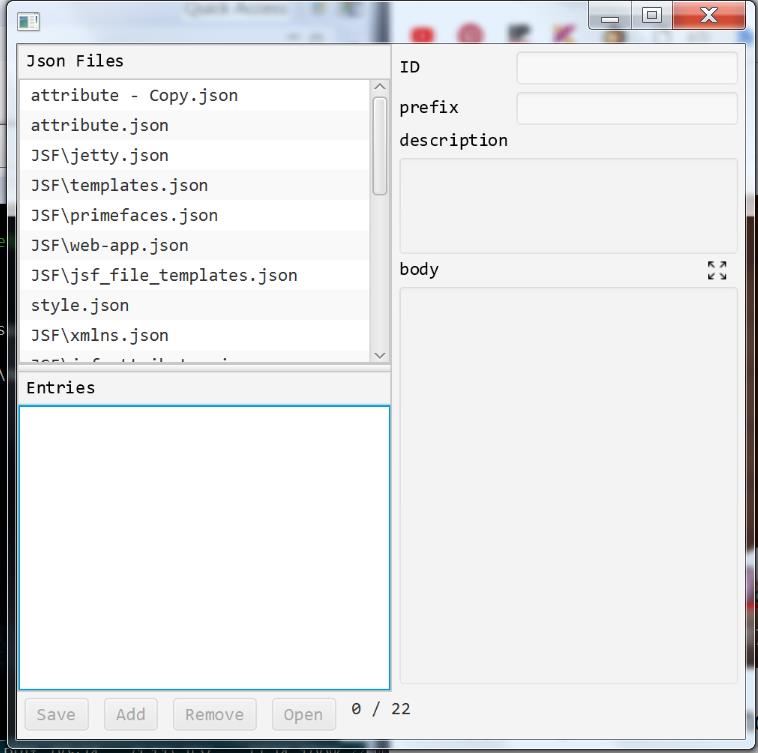 Quick Access
Json Files
attribute - Copy.json
attribute.json
JSF\jetty.json
JSF\templates.json
JSF\primefaces.json
JSF\web-app.json
JSF\jsf_file_templates.json
style.json
JSF\xmlns.json
Entries
Save
Add
Remove
Open
0 / 22
ID
prefix
description
body